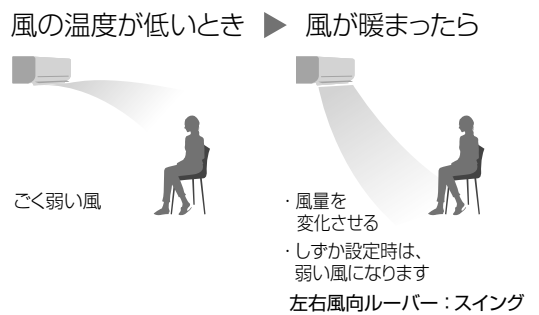 風の温度が低いとき ▶ 風が暖まったら
ごく弱い風
・風量を
変化させる
・しずか設定時は、
弱い風になります
左右風向ルーバー：スイング